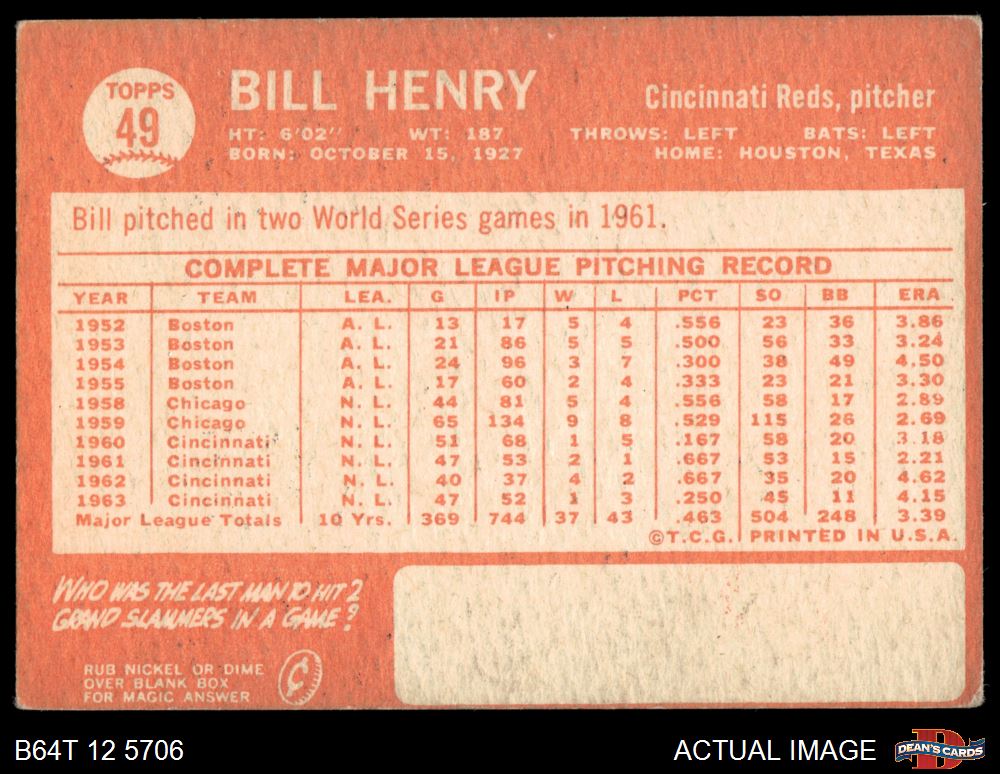 TOPPS
49
BILL HENRY
Cincinnati Reds, pitcher
HT: 6'02" WT: 187 THROWS: LEFT BATS: LEFT
BORN: OCTOBER 15, 1927 HOME: HOUSTON, TEXAS
Bill pitched in two World Series games in 1961.
COMPLETE MAJOR LEAGUE PITCHING RECORD
YEAR TEAM LEA. G IP W L PCT SO BB ERA
1952 Boston A. L. 13 17 5 4 .556 23 36 3.86
1953 Boston A. L. 21 86 5 5 .500 56 33 3.24
1954 Boston A. L. 24 96 3 7 .300 38 49 4.50
1955 Boston A. L. 17 60 2 4 .333 23 21 3.30
1958 Chicago N. L. 44 81 5 4 .556 58 17 2.89
1959 Chicago N. L. 65 134 9 8 .529 115 26 2.69
1960 Cincinnati N. L. 51 68 1 5 .167 58 20 3.18
1961 Cincinnati N. L. 47 53 2 1 .667 53 15 2.21
1962 Cincinnati N. L. 40 37 4 2 .667 35 20 4.62
1963 Cincinnati N. L. 47 52 1 3 .250 45 11 4.15
Major League Totals 10 Yrs. 369 744 37 43 .463 504 248 3.39
©T.C.G. PRINTED IN U.S.A.
WHO WAS THE LAST MAN TO HIT 2
GRAND SLAMMERS IN A GAME?
RUB NICKEL OR DIME
OVER BLANK BOX
FOR MAGIC ANSWER
¢
B64T 12 5706
ACTUAL IMAGE
D
DEAN'S CARDS